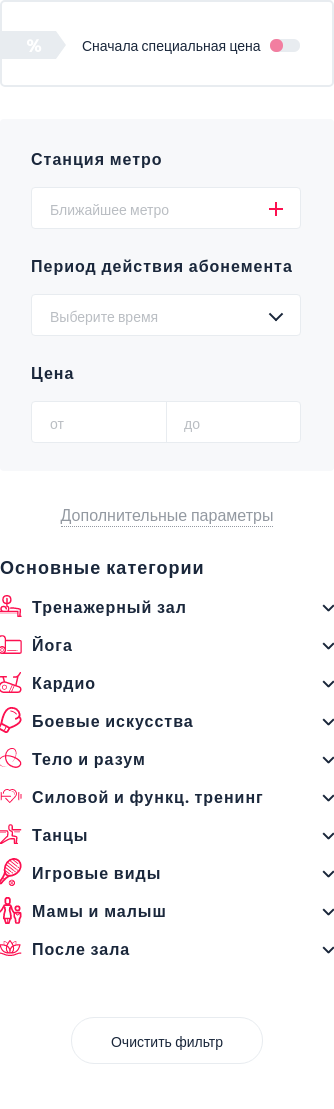 %
Сначала специальная цена
Станция метро
Ближайшее метро
Период действия абонемента
Выберите время
Цена
от
до
Дополнительные параметры
Основные категории
Тренажерный зал
Йога
Кардио
Боевые искусства
Тело и разум
Силовой и функц. тренинг
Танцы
Игровые виды
Мамы и малыш
После зала
Очистить фильтр